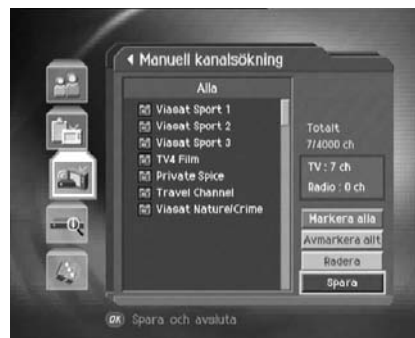 Manuell kanalsökning
Alla
Viasat Sport 1
Viasat Sport 2
Viasat Sport 3
TV4 Film
Private Spice
Travel Channel
Viasat Nature/Crime
Totalt
7/4000 ch
TV : 7 ch
Radio : 0 ch
Markera alla
Avmarkera allt
Radera
Spara
OK Spara och avsluta